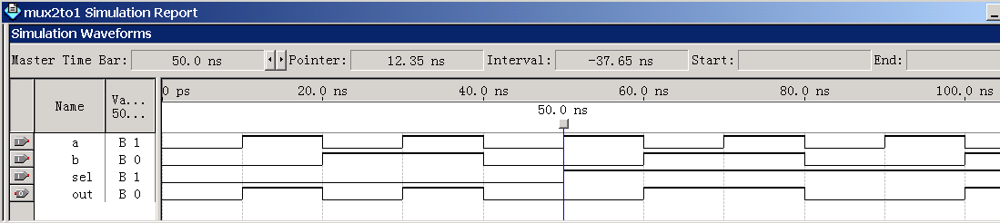 mux2to1 Simulation Report
Simulation Waveforms
Master Time Bar: 50.0 ns Pointer: 12.35 ns Interval: -37.65 ns Start: End:
Name Va... 50... 0 ps 20.0 ns 40.0 ns 60.0 ns 80.0 ns 100.0 ns
50.0 ns
a B 1
b B 0
sel B 1
out B 0